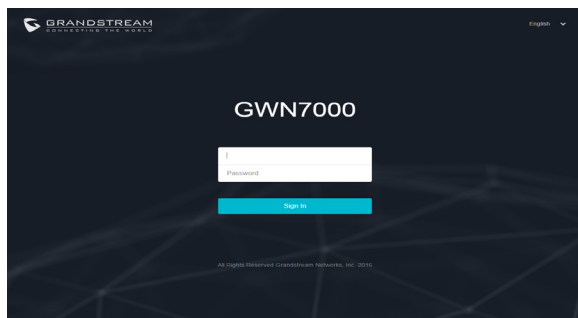 GRANDSTREAM
CONNECTING THE WORLD
English
GWN7000
Password
Sign In
All Rights Reserved Grandstream Networks, Inc. 2016